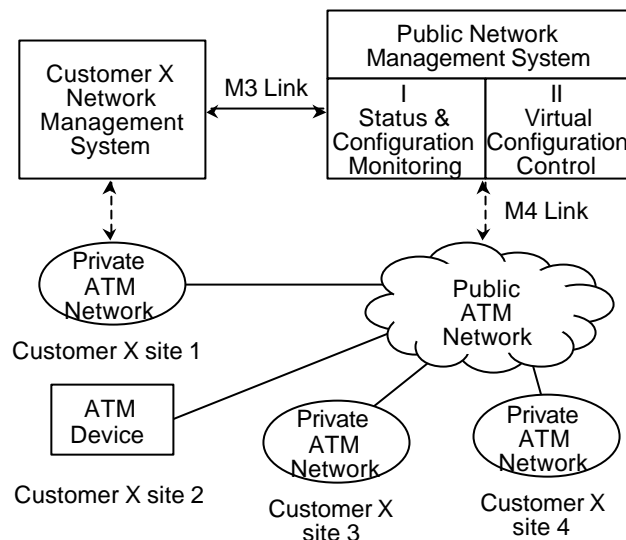 Customer X
Network
Management
System
M3 Link
Public Network
Management System
I
Status &
Configuration
Monitoring
II
Virtual
Configuration
Control
M4 Link
Private
ATM
Network
Customer X site 1
Public
ATM
Network
ATM
Device
Customer X site 2
Private
ATM
Network
Customer X
site 3
Private
ATM
Network
Customer X
site 4